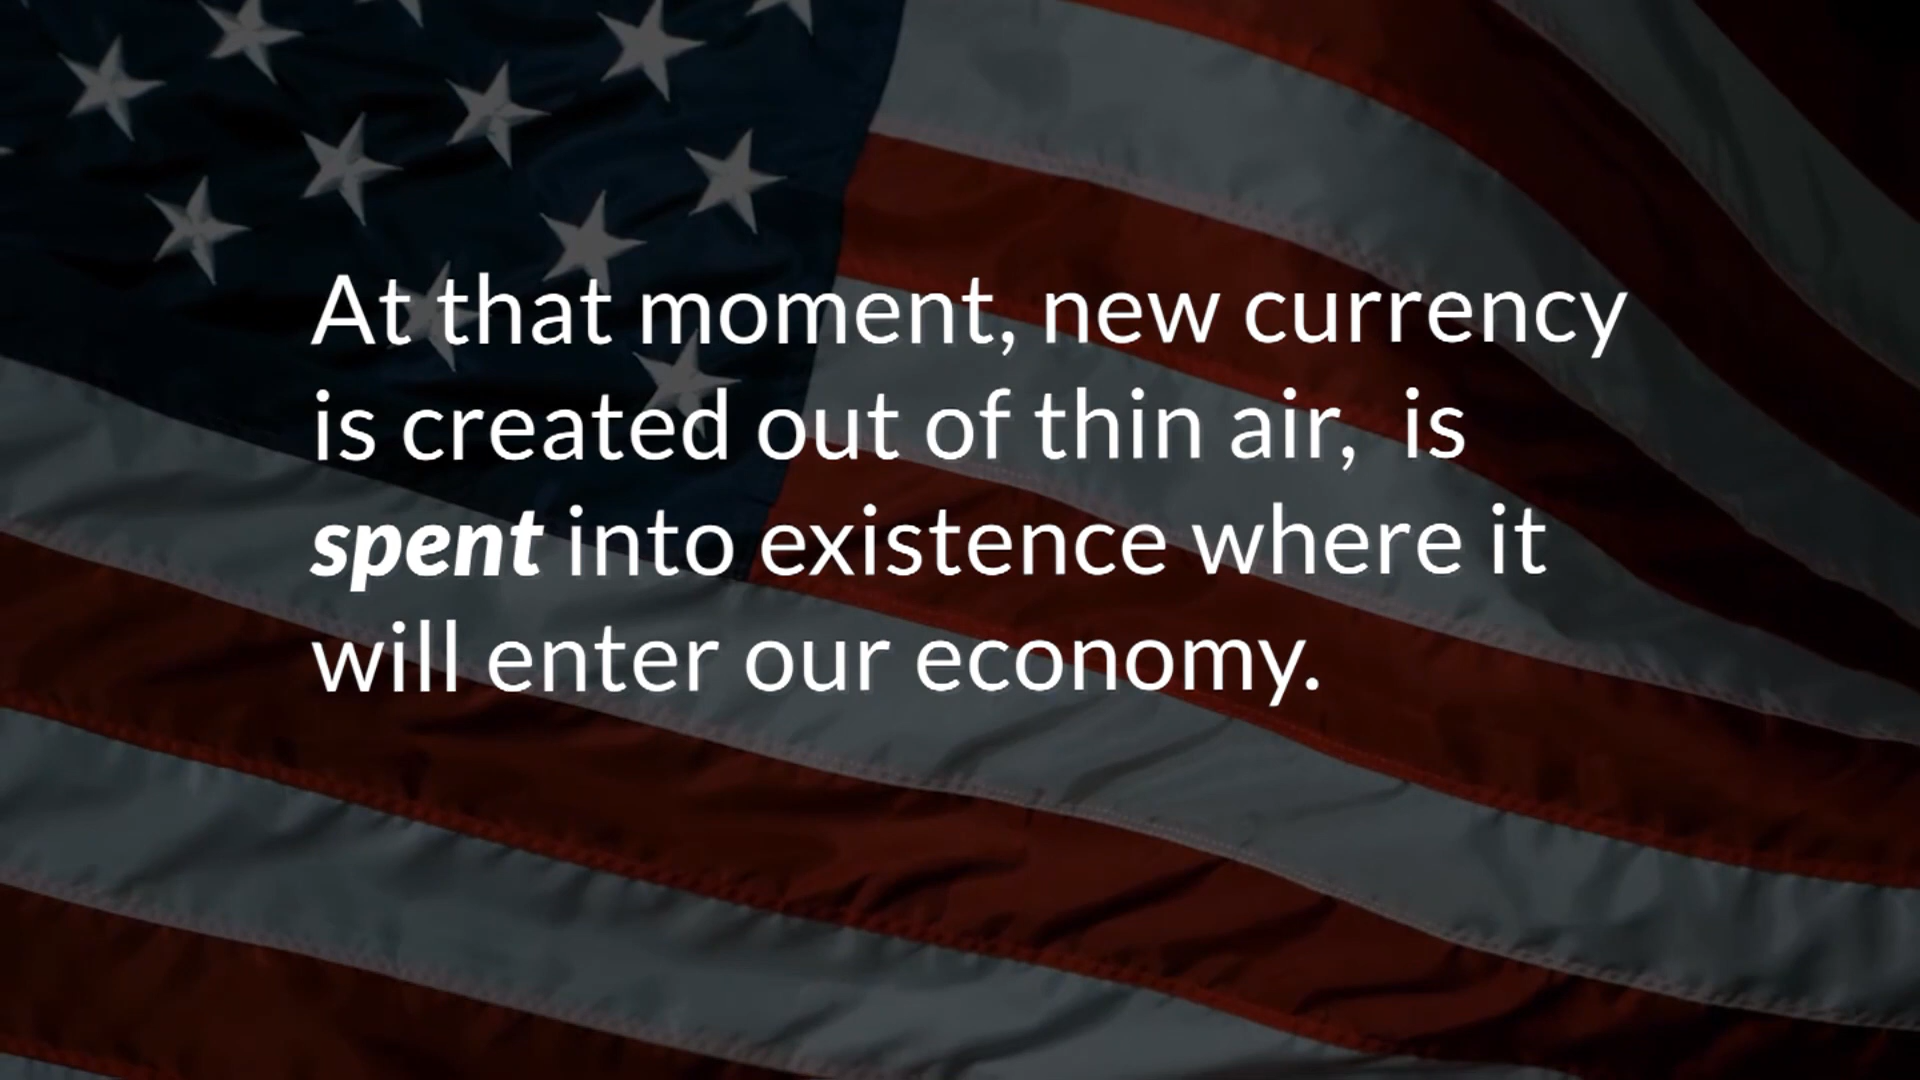 At that moment, new currency
is created out of thin air,  is
spent into existence where it
will enter our economy.